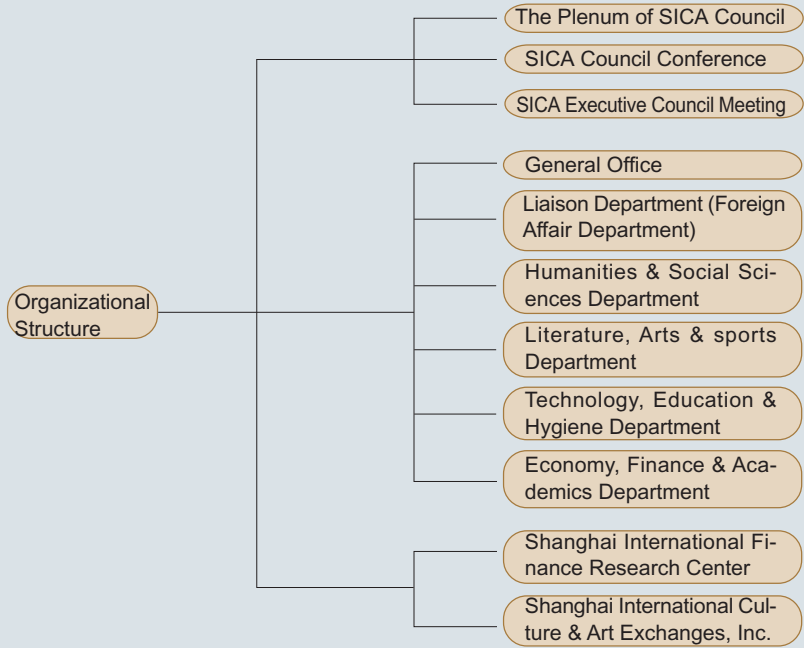 The Plenum of SICA Council
SICA Council Conference
SICA Executive Council Meeting
General Office
Liaison Department (Foreign
Affair Department)
Humanities & Social Sci-
ences Department
Organizational
Structure
Literature, Arts & sports
Department
Technology, Education &
Hygiene Department
Economy, Finance & Aca-
demics Department
Shanghai International Fi-
nance Research Center
Shanghai International Cul-
ture & Art Exchanges, Inc.